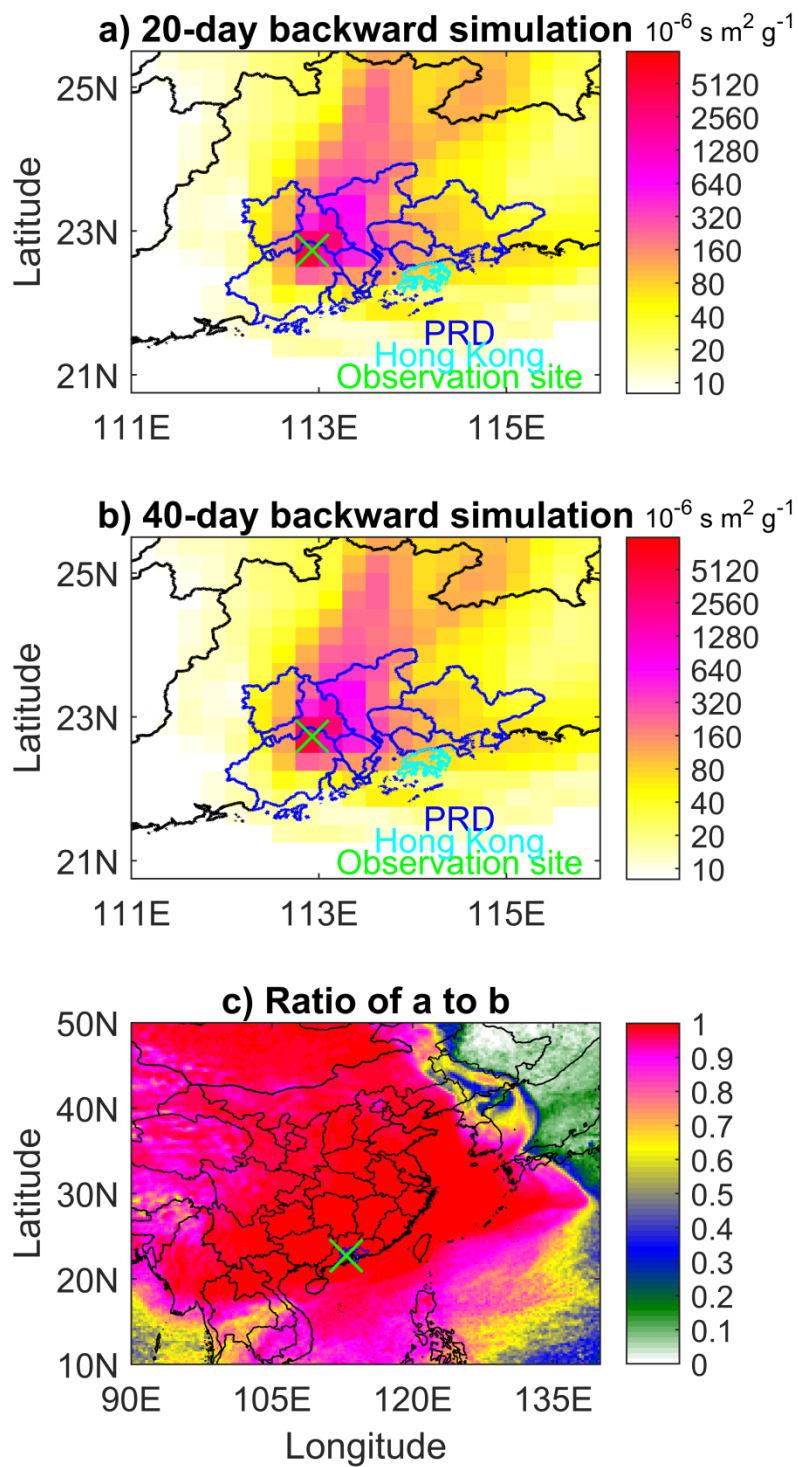 a) 20-day backward simulation 10⁻⁶ s m² g⁻¹
Latitude
25N
23N
21N
111E 113E 115E
PRD
Hong Kong
Observation site
5120
2560
1280
640
320
160
80
40
20
10
b) 40-day backward simulation 10⁻⁶ s m² g⁻¹
Latitude
25N
23N
21N
111E 113E 115E
PRD
Hong Kong
Observation site
5120
2560
1280
640
320
160
80
40
20
10
c) Ratio of a to b
Latitude
50N
40N
30N
20N
10N
90E 105E 120E 135E
Longitude
1
0.9
0.8
0.7
0.6
0.5
0.4
0.3
0.2
0.1
0